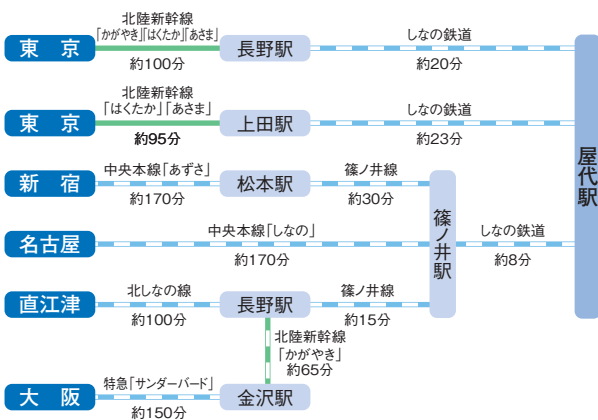 北陸新幹線
「かがやき」「はくたか」「あさま」
東京
約100分
長野駅
しなの鉄道
約20分
北陸新幹線
「はくたか」「あさま」
東京
約95分
上田駅
しなの鉄道
約23分
中央本線「あずさ」
新宿
約170分
松本駅
篠ノ井線
約30分
中央本線「しなの」
名古屋
約170分
篠ノ井駅
しなの鉄道
約8分
屋代駅
北しなの線
直江津
約100分
長野駅
篠ノ井線
約15分
北陸新幹線
「かがやき」
約65分
特急「サンダーバード」
大阪
約150分
金沢駅